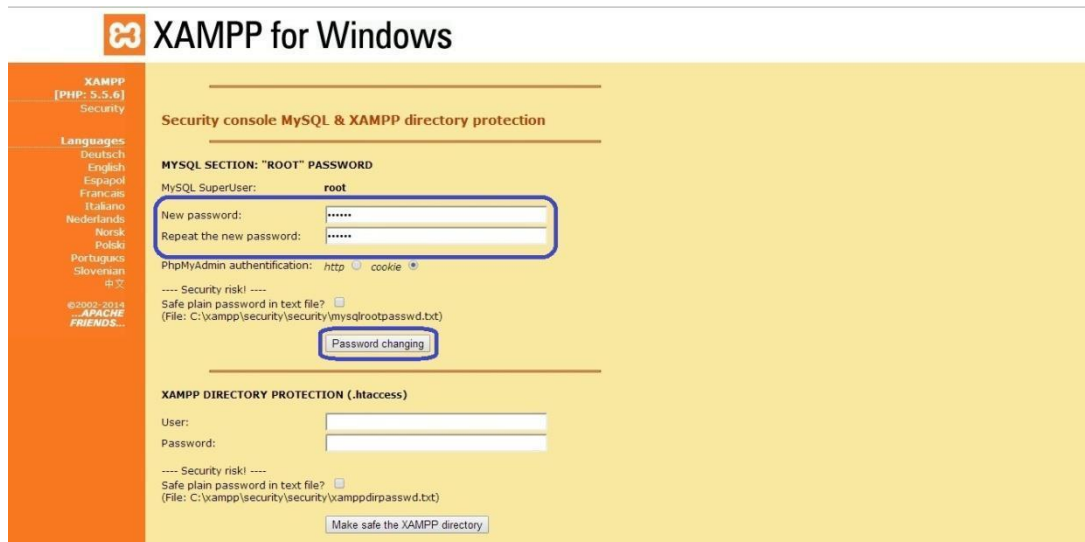 XAMPP for Windows
XAMPP
[PHP: 5.5.6]
Security
Languages
Deutsch
English
Espapol
Francais
Italiano
Nederlands
Norsk
Polski
Portuguks
Slovenian
中文
©2002-2014
...APACHE
FRIENDS...
Security console MySQL & XAMPP directory protection
MYSQL SECTION: "ROOT" PASSWORD
MySQL SuperUser: root
New password: ••••••
Repeat the new password: ••••••
PhpMyAdmin authentification: http cookie
---- Security risk! ----
Safe plain password in text file?
(File: C:\xampp\security\security\mysqlrootpasswd.txt)
Password changing
XAMPP DIRECTORY PROTECTION (.htaccess)
User:
Password:
---- Security risk! ----
Safe plain password in text file?
(File: C:\xampp\security\security\xamppdirpasswd.txt)
Make safe the XAMPP directory